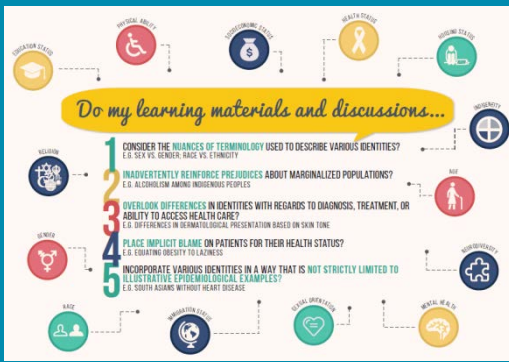 PHYSICAL ABILITY
SOCIOECONOMIC STATUS
HEALTH STATUS
EDUCATION STATUS
HOUSING STATUS
Do my learning materials and discussions...
INDIGENEITY
1 CONSIDER THE NUANCES OF TERMINOLOGY USED TO DESCRIBE VARIOUS IDENTITIES?
E.G. SEX VS. GENDER; RACE VS. ETHNICITY
RELIGION
2 INADVERTENTLY REINFORCE PREJUDICES ABOUT MARGINALIZED POPULATIONS?
E.G. ALCOHOLISM AMONG INDIGENOUS PEOPLES
AGE
3 OVERLOOK DIFFERENCES IN IDENTITIES WITH REGARDS TO DIAGNOSIS, TREATMENT, OR
ABILITY TO ACCESS HEALTH CARE?
E.G. DIFFERENCES IN DERMATOLOGICAL PRESENTATION BASED ON SKIN TONE
GENDER
4 PLACE IMPLICIT BLAME ON PATIENTS FOR THEIR HEALTH STATUS?
E.G. EQUATING OBESITY TO LAZINESS
NEURODIVERSITY
5 INCORPORATE VARIOUS IDENTITIES IN A WAY THAT IS NOT STRICTLY LIMITED TO
ILLUSTRATIVE EPIDEMIOLOGICAL EXAMPLES?
E.G. SOUTH ASIANS WITHOUT HEART DISEASE
RACE
IMMIGRATION STATUS
SEXUAL ORIENTATION
MENTAL HEALTH